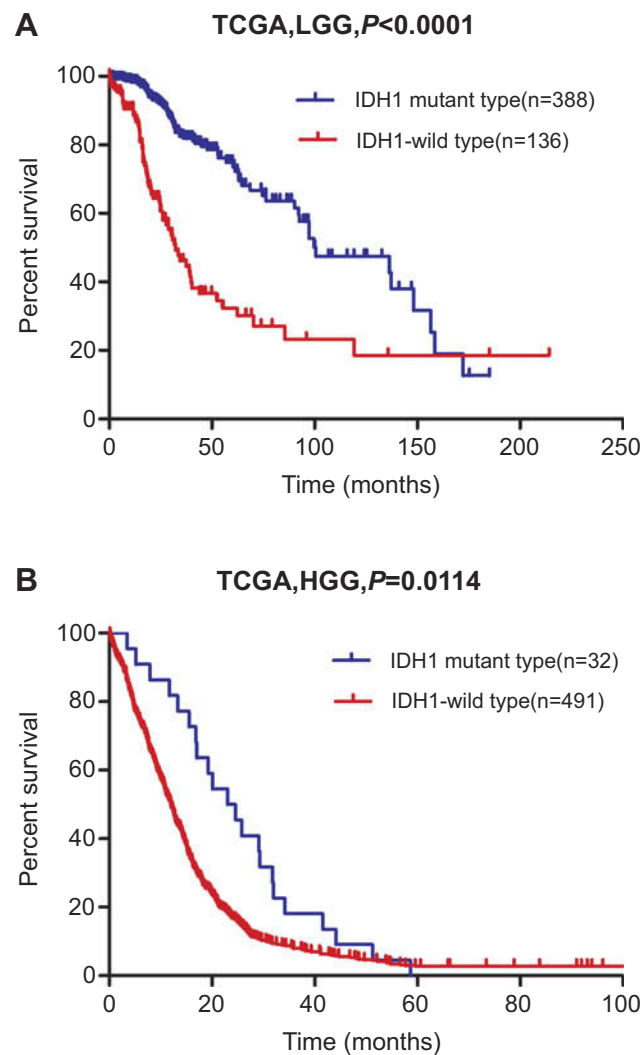 A
TCGA,LGG,P<0.0001
100
80
60
40
20
0
Percent survival
IDH1 mutant type(n=388)
IDH1-wild type(n=136)
0 50 100 150 200 250
Time (months)
B
TCGA,HGG,P=0.0114
100
80
60
40
20
0
Percent survival
IDH1 mutant type(n=32)
IDH1-wild type(n=491)
0 20 40 60 80 100
Time (months)